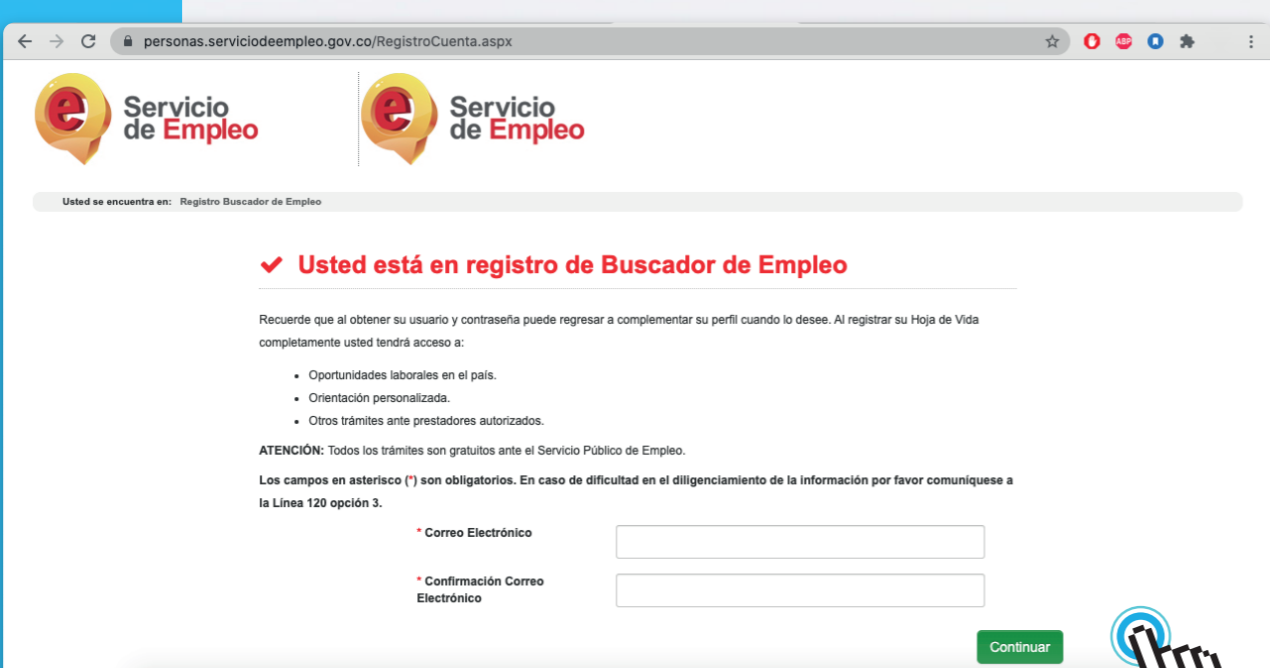 personas.serviciodeempleo.gov.co/RegistroCuenta.aspx
ABP
e Servicio
de Empleo
e Servicio
de Empleo
Usted se encuentra en: Registro Buscador de Empleo
Usted está en registro de Buscador de Empleo
Recuerde que al obtener su usuario y contraseña puede regresar a complementar su perfil cuando lo desee. Al registrar su Hoja de Vida
completamente usted tendrá acceso a:
• Oportunidades laborales en el país.
• Orientación personalizada.
• Otros trámites ante prestadores autorizados.
ATENCIÓN: Todos los trámites son gratuitos ante el Servicio Público de Empleo.
Los campos en asterisco (*) son obligatorios. En caso de dificultad en el diligenciamiento de la información por favor comuníquese a
la Línea 120 opción 3.
* Correo Electrónico
* Confirmación Correo
Electrónico
Continuar